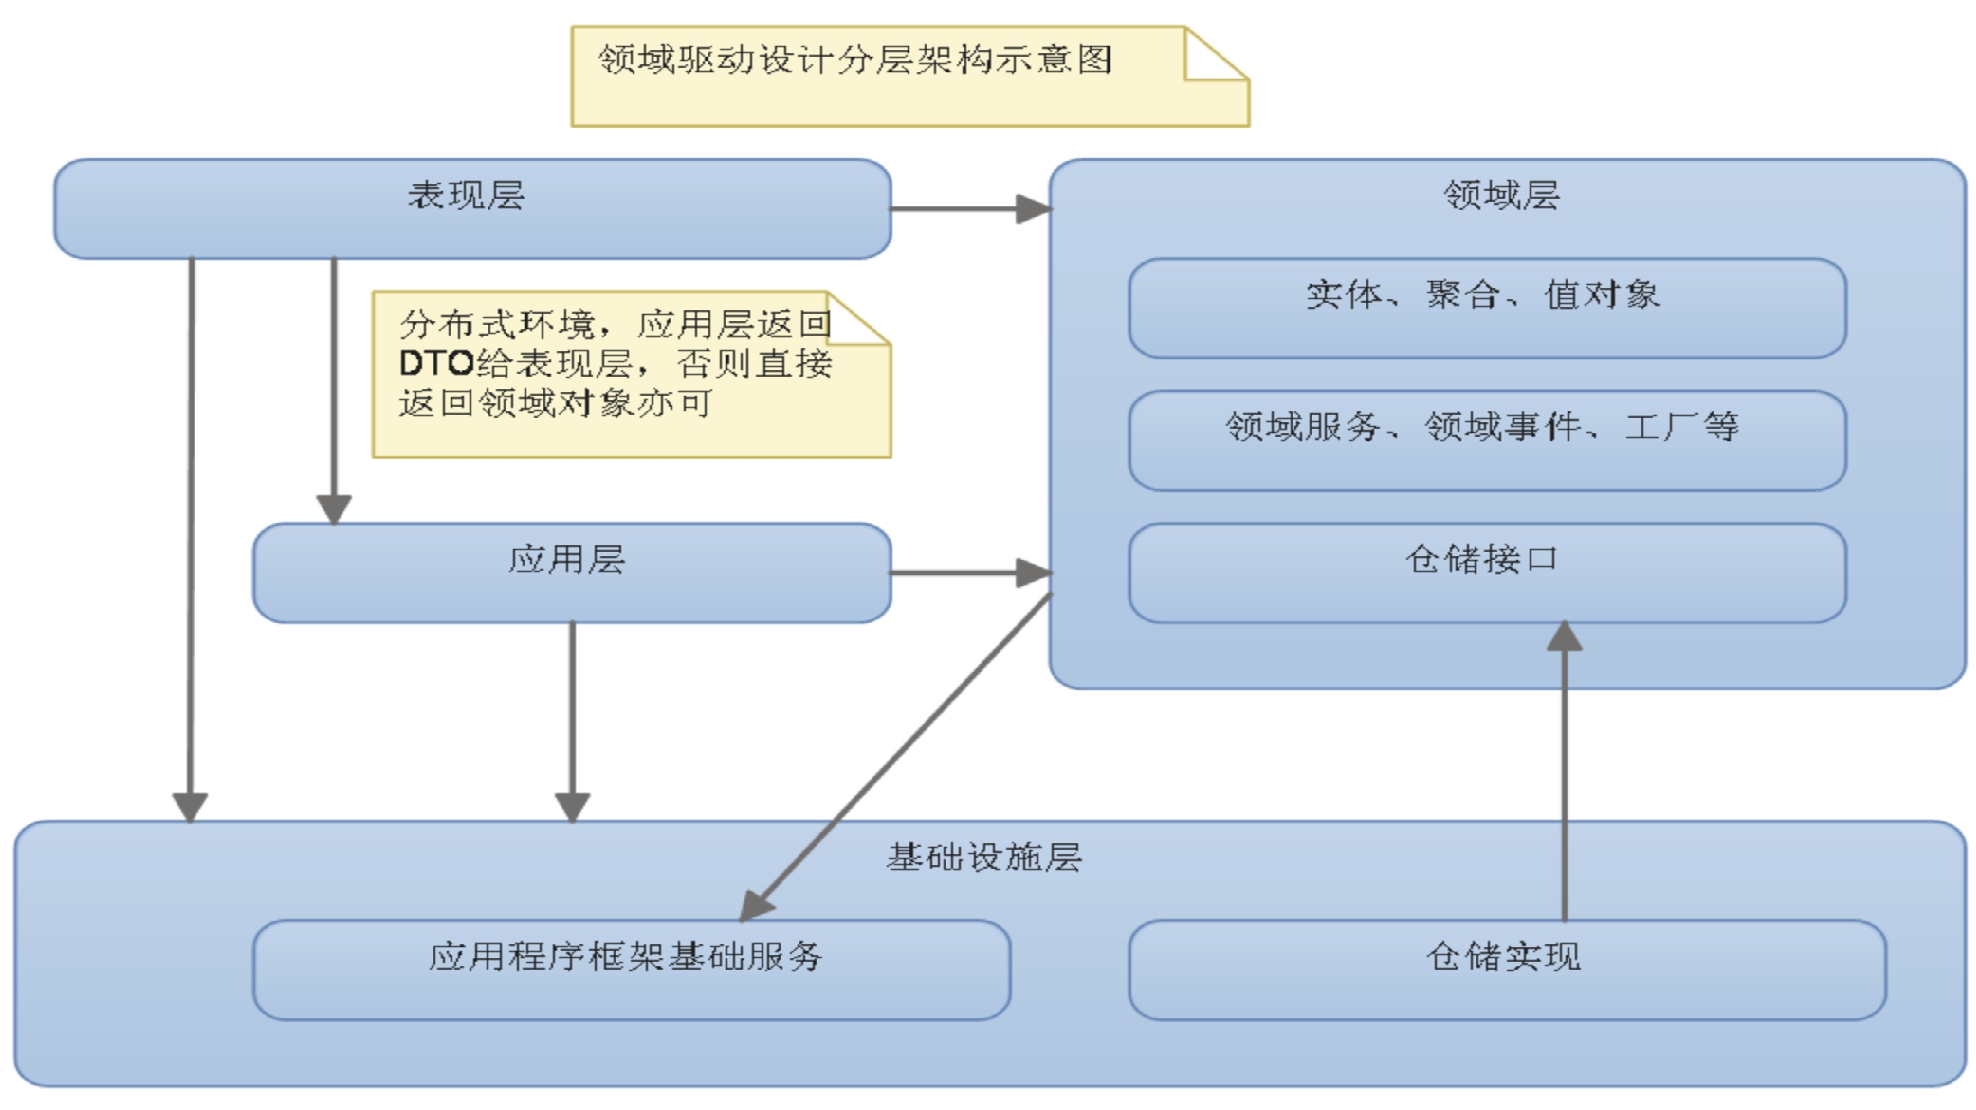 领域驱动设计分层架构示意图
表现层
领域层
实体、聚合、值对象
分布式环境，应用层返回
DTO给表现层，否则直接
返回领域对象亦可
领域服务、领域事件、工厂等
应用层
仓储接口
基础设施层
应用程序框架基础服务
仓储实现